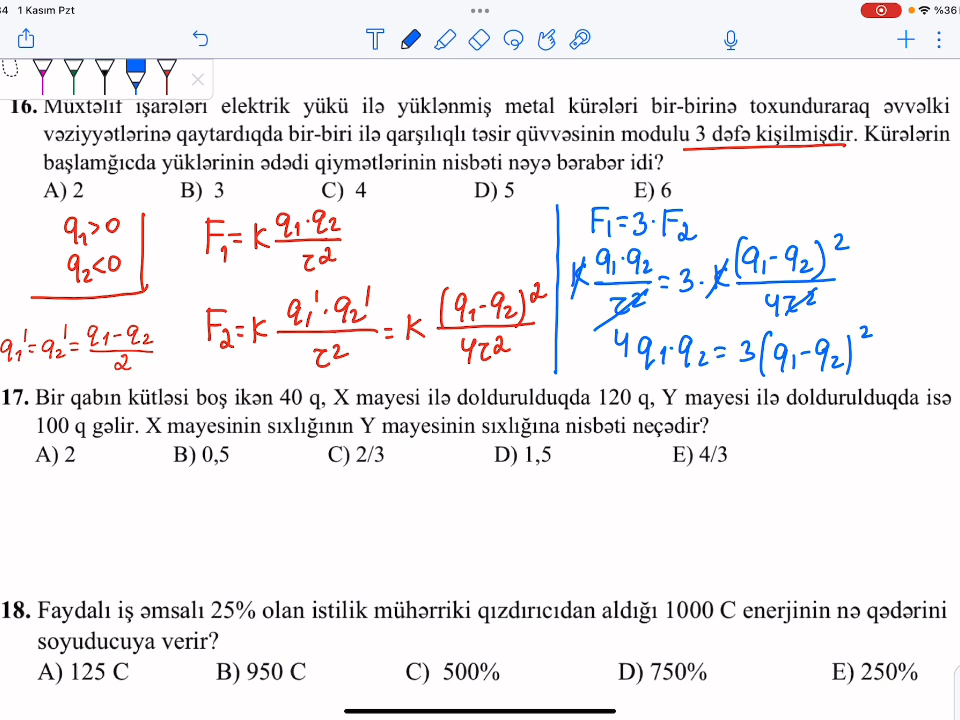 34 1 Kasım Pzt %36
16. Müxtəlif işarələri elektrik yükü ilə yüklənmiş metal kürələri bir-birinə toxunduraraq əvvəlki
vəziyyətlərinə qaytardıqda bir-biri ilə qarşılıqlı təsir qüvvəsinin modulu 3 dəfə kişilmişdir. Kürələrin
başlamğıcda yüklərinin ədədi qiymətlərinin nisbəti nəyə bərabər idi?
A) 2 B) 3 C) 4 D) 5 E) 6
q₁>0
q₂<0
q₁'=q₂'=(q₁-q₂)/2
F₁=K (q₁·q₂)/r²
F₂=K (q₁'·q₂')/r² = K (q₁-q₂)²/4r²
F₁=3·F₂
K (q₁·q₂)/r² = 3·K (q₁-q₂)²/4r²
4q₁·q₂=3(q₁-q₂)²
17. Bir qabın kütləsi boş ikən 40 q, X mayesi ilə doldurulduqda 120 q, Y mayesi ilə doldurulduqda isə
100 q gəlir. X mayesinin sıxlığının Y mayesinin sıxlığına nisbəti neçədir?
A) 2 B) 0,5 C) 2/3 D) 1,5 E) 4/3
18. Faydalı iş əmsalı 25% olan istilik mühərriki qızdırıcıdan aldığı 1000 C enerjinin nə qədərini
soyuducuya verir?
A) 125 C B) 950 C C) 500% D) 750% E) 250%